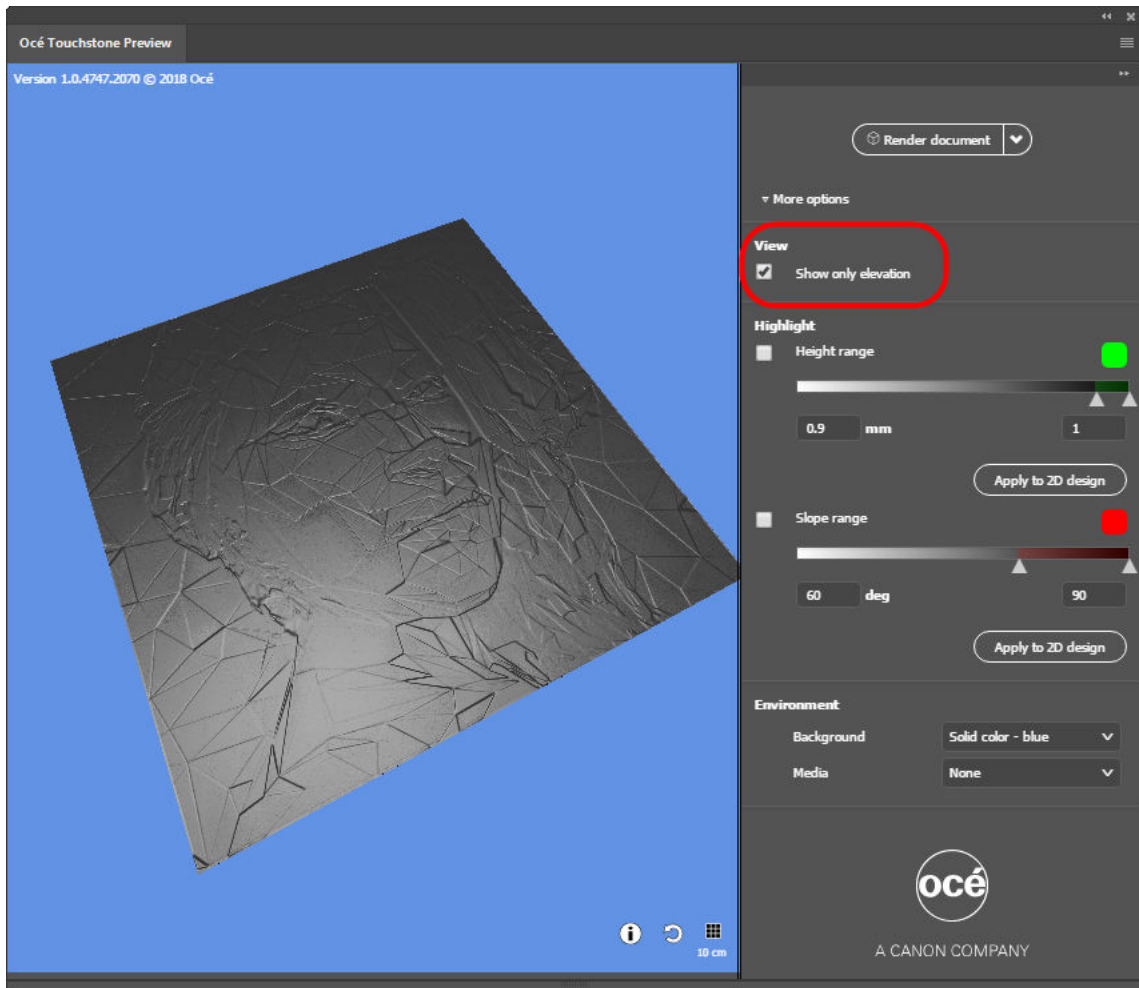 Océ Touchstone Preview
Version 1.0.4747.2070 © 2018 Océ
Render document
More options
View
Show only elevation
Highlight
Height range
0.9 mm 1
Apply to 2D design
Slope range
60 deg 90
Apply to 2D design
Environment
Background Solid color - blue
Media None
océ
A CANON COMPANY
10 cm